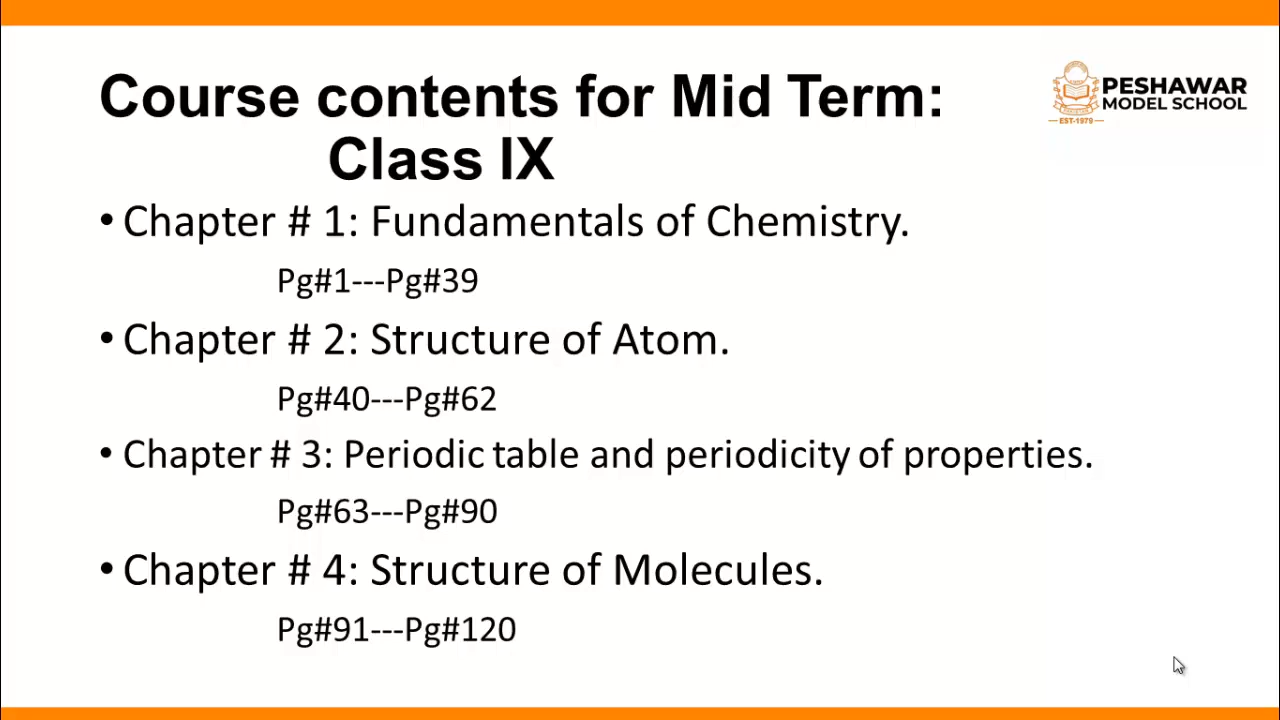 Course contents for Mid Term:
Class IX
PESHAWAR
MODEL SCHOOL
EST-1979
• Chapter # 1: Fundamentals of Chemistry.
Pg#1---Pg#39
• Chapter # 2: Structure of Atom.
Pg#40---Pg#62
• Chapter # 3: Periodic table and periodicity of properties.
Pg#63---Pg#90
• Chapter # 4: Structure of Molecules.
Pg#91---Pg#120